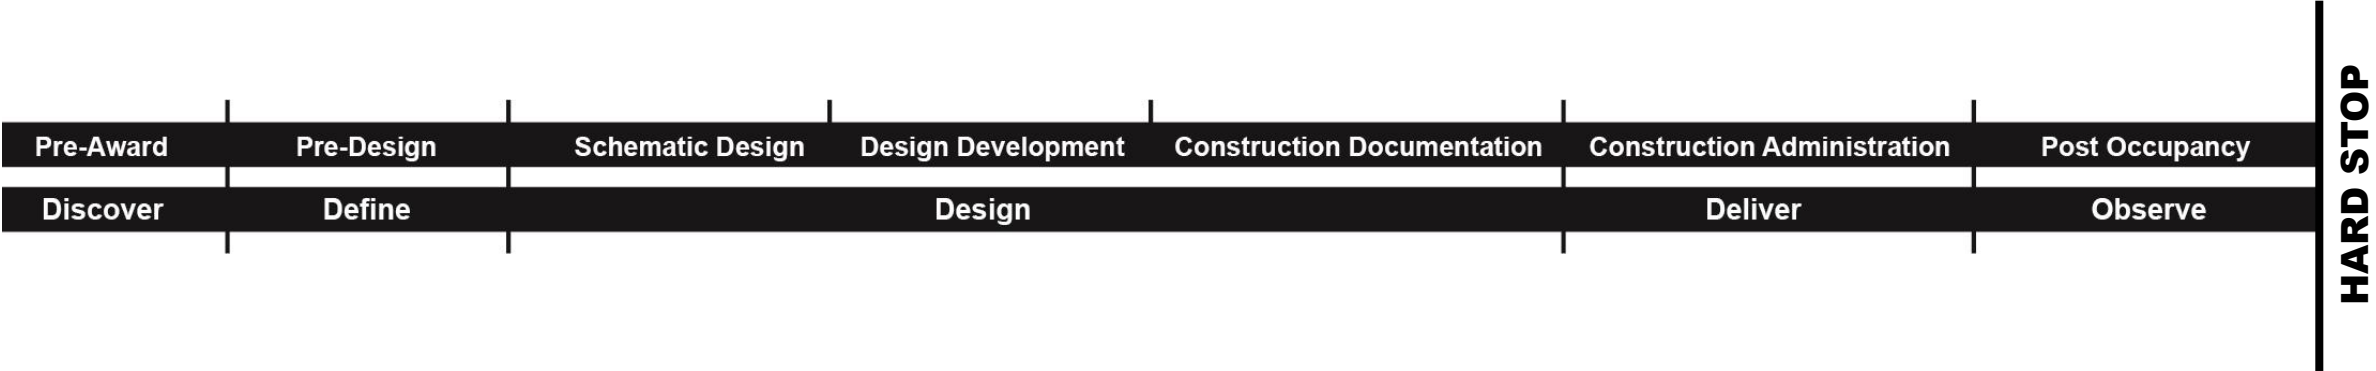 Pre-Award Pre-Design Schematic Design Design Development Construction Documentation Construction Administration Post Occupancy
Discover Define Design Deliver Observe
HARD STOP